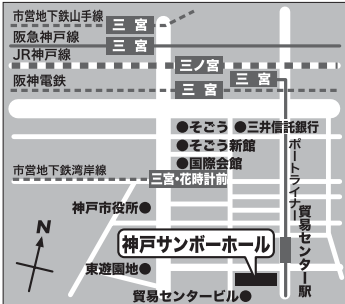 市営地下鉄山手線
三 宮
阪急神戸線
三 宮
JR神戸線
三ノ宮
三 宮
阪神電鉄
三 宮
●そごう ●三井信託銀行
●そごう新館
●国際会館
市営地下鉄湾岸線
三宮・花時計前
ポートライナー
貿易センター駅
神戸市役所●
N
神戸サンボーホール
東遊園地●
貿易センタービル●